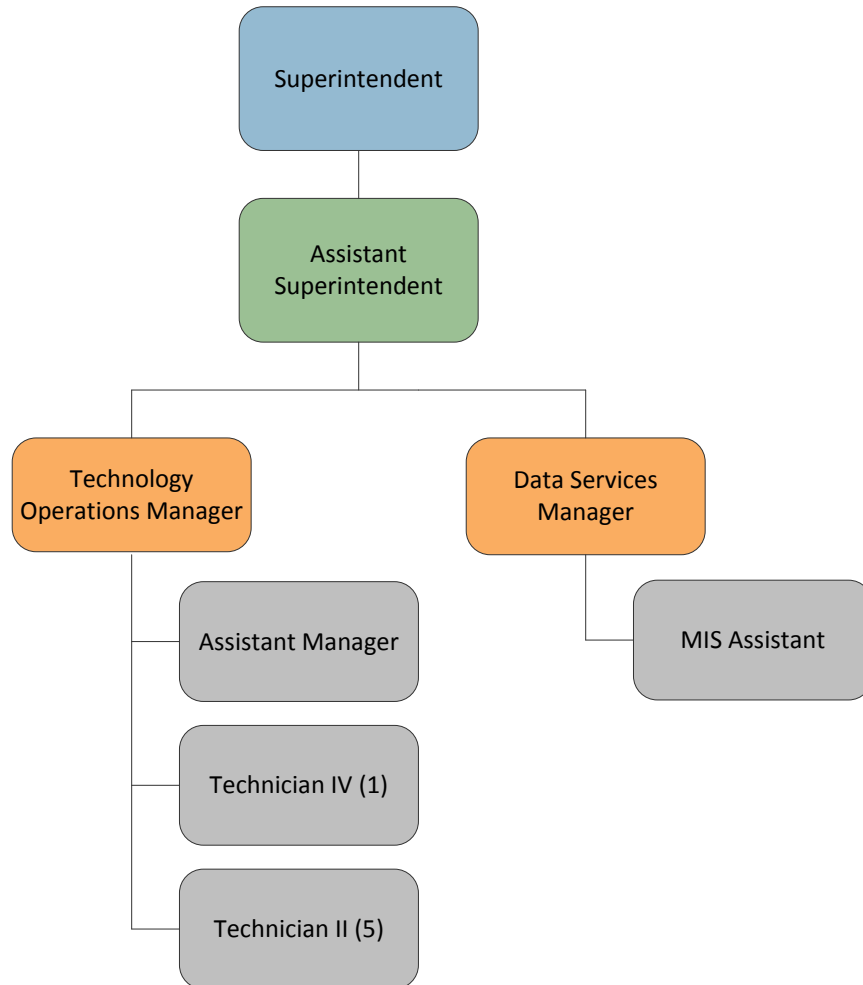 Superintendent
Assistant
Superintendent
Technology
Operations Manager
Data Services
Manager
Assistant Manager
MIS Assistant
Technician IV (1)
Technician II (5)